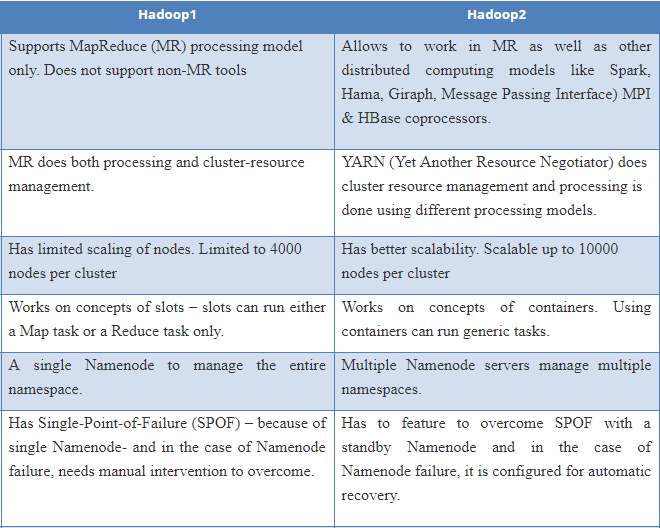 Hadoop1
Hadoop2
Supports MapReduce (MR) processing model
only. Does not support non-MR tools
Allows to work in MR as well as other
distributed computing models like Spark,
Hama, Giraph, Message Passing Interface) MPI
& HBase coprocessors.
MR does both processing and cluster-resource
management.
YARN (Yet Another Resource Negotiator) does
cluster resource management and processing is
done using different processing models.
Has limited scaling of nodes. Limited to 4000
nodes per cluster
Has better scalability. Scalable up to 10000
nodes per cluster
Works on concepts of slots – slots can run either
a Map task or a Reduce task only.
Works on concepts of containers. Using
containers can run generic tasks.
A single Namenode to manage the entire
namespace.
Multiple Namenode servers manage multiple
namespaces.
Has Single-Point-of-Failure (SPOF) – because of
single Namenode- and in the case of Namenode
failure, needs manual intervention to overcome.
Has to feature to overcome SPOF with a
standby Namenode and in the case of
Namenode failure, it is configured for automatic
recovery.